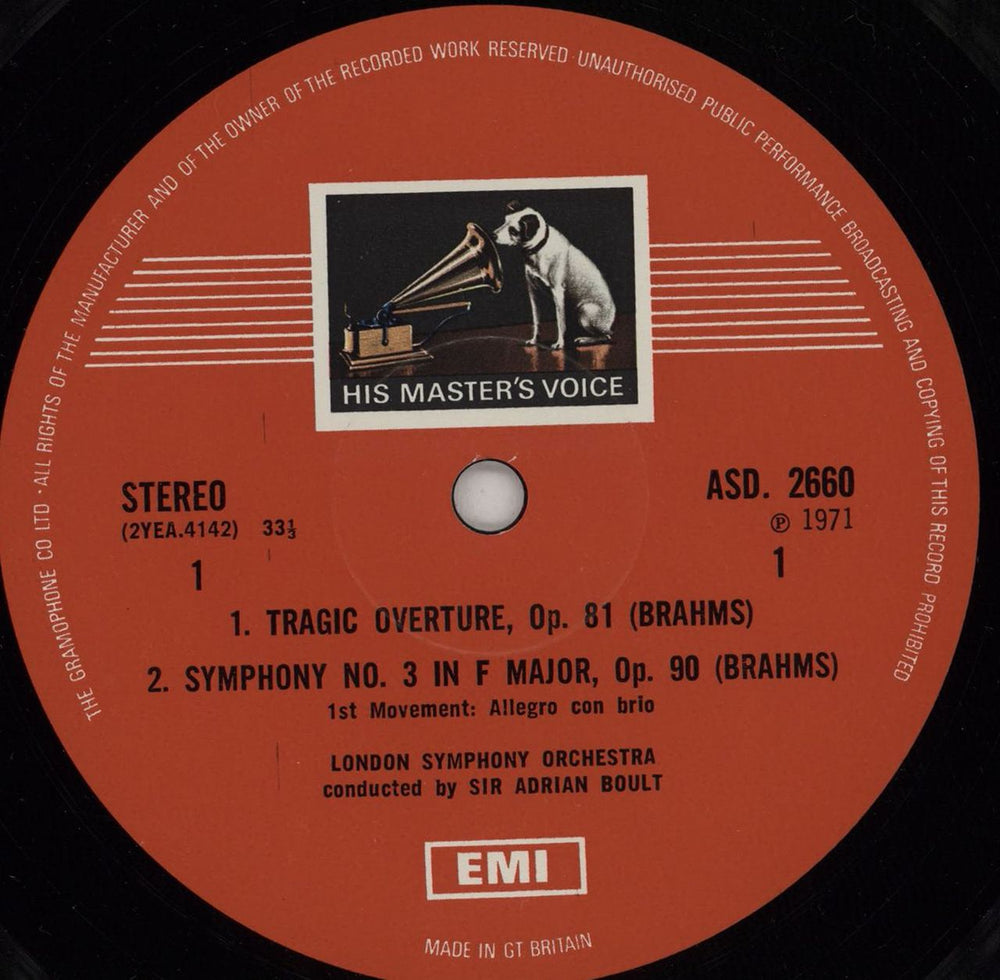 THE GRAMOPHONE CO LTD · ALL RIGHTS OF THE MANUFACTURER AND OF THE OWNER OF THE RECORDED WORK RESERVED · UNAUTHORISED PUBLIC PERFORMANCE BROADCASTING AND COPYING OF THIS RECORD PROHIBITED
HIS MASTER'S VOICE
STEREO
(2YEA.4142) 33⅓
1
ASD. 2660
℗ 1971
1
1. TRAGIC OVERTURE, Op. 81 (BRAHMS)
2. SYMPHONY NO. 3 IN F MAJOR, Op. 90 (BRAHMS)
1st Movement: Allegro con brio
LONDON SYMPHONY ORCHESTRA
conducted by SIR ADRIAN BOULT
EMI
MADE IN GT BRITAIN